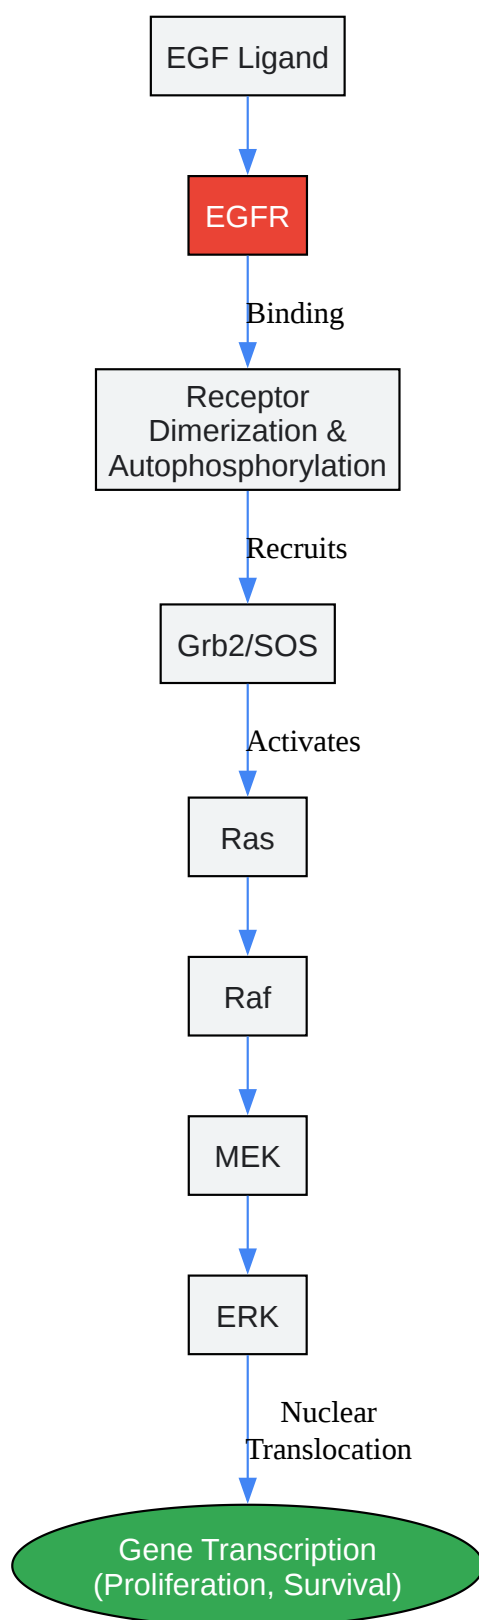 EGF Ligand
EGFR
Binding
Receptor
Dimerization &
Autophosphorylation
Recruits
Grb2/SOS
Activates
Ras
Raf
MEK
ERK
Nuclear
Translocation
Gene Transcription
(Proliferation, Survival)